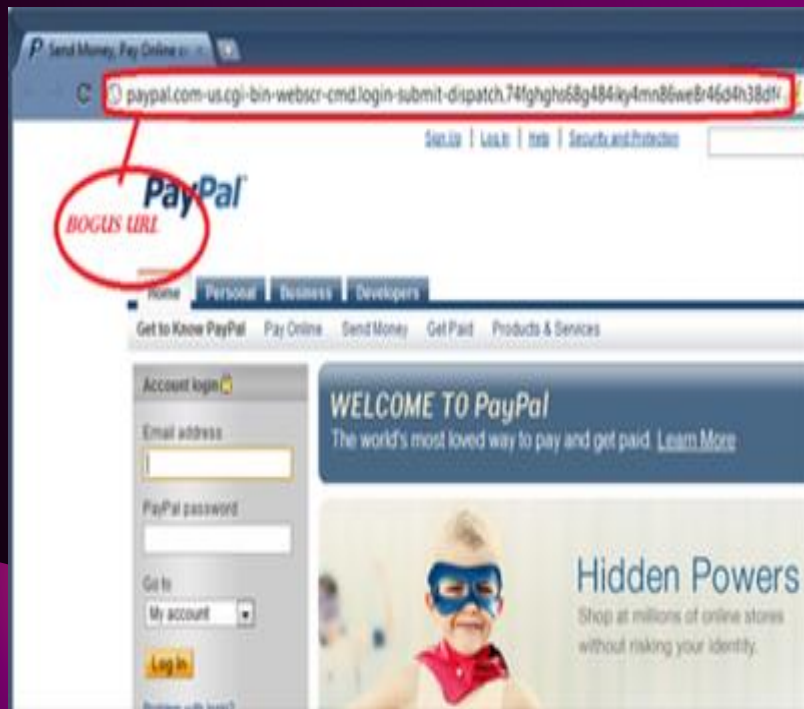 P Send Money, Pay Online
paypal.com-us.cgi-bin-webscr-cmd.login-submit-dispatch.
Sign Up | Log In | Help | Security and Protection
PayPal
BOGUS URL
Home Personal Business Developers
Get to Know PayPal Pay Online Send Money Get Paid Products & Services
Account login
WELCOME TO PayPal
Email address
The world's most loved way to pay and get paid. Learn More
PayPal password
Hidden Powers
Go to
Shop at millions of online stores
My account
without risking your identity.
Log In
Problem with login?